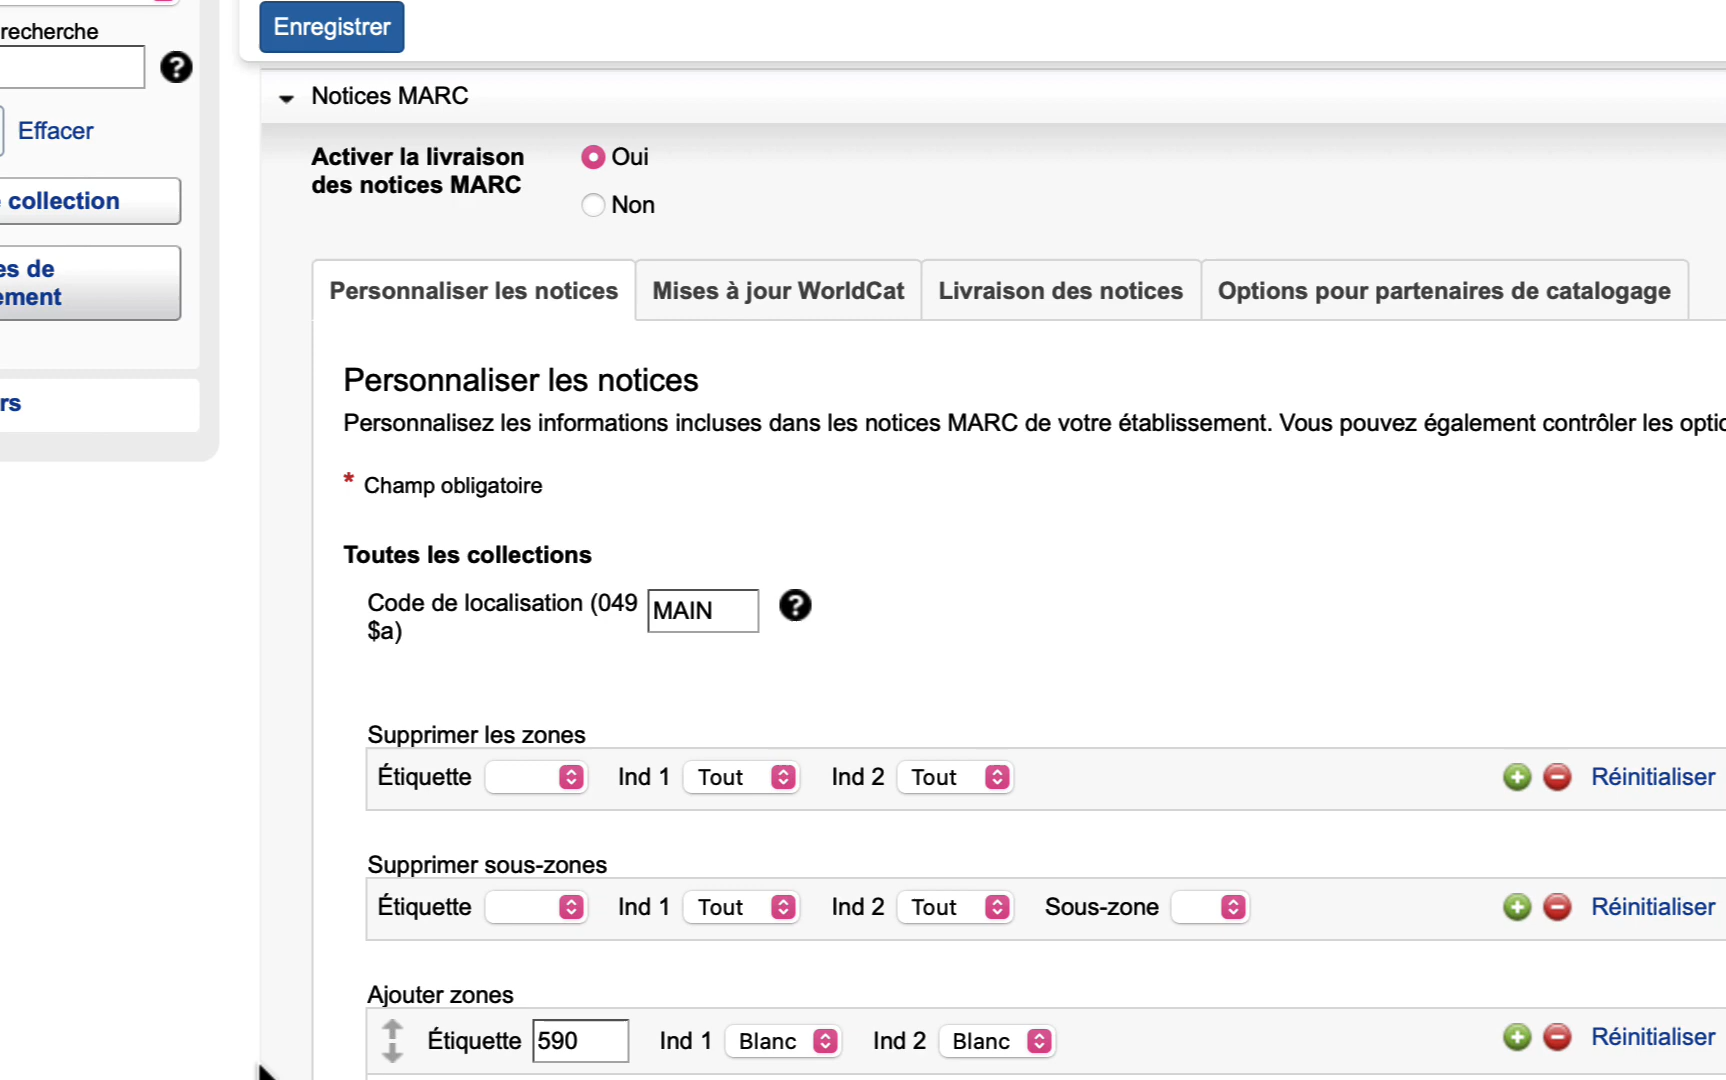 recherche
Effacer
collection
es de
ement
rs
Enregistrer
Notices MARC
Activer la livraison
des notices MARC
Oui
Non
Personnaliser les notices
Mises à jour WorldCat
Livraison des notices
Options pour partenaires de catalogage
Personnaliser les notices
Personnalisez les informations incluses dans les notices MARC de votre établissement. Vous pouvez également contrôler les optio
* Champ obligatoire
Toutes les collections
Code de localisation (049
$a)
MAIN
Supprimer les zones
Étiquette Ind 1 Tout Ind 2 Tout Réinitialiser
Supprimer sous-zones
Étiquette Ind 1 Tout Ind 2 Tout Sous-zone Réinitialiser
Ajouter zones
Étiquette 590 Ind 1 Blanc Ind 2 Blanc Réinitialiser